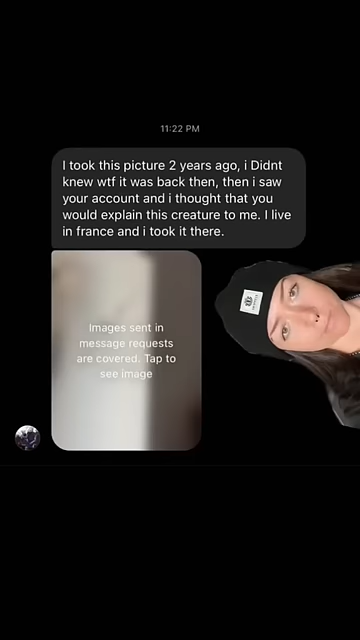 11:22 PM
I took this picture 2 years ago, i Didnt
knew wtf it was back then, then i saw
your account and i thought that you
would explain this creature to me. I live
in france and i took it there.
Images sent in
message requests
are covered. Tap to
see image